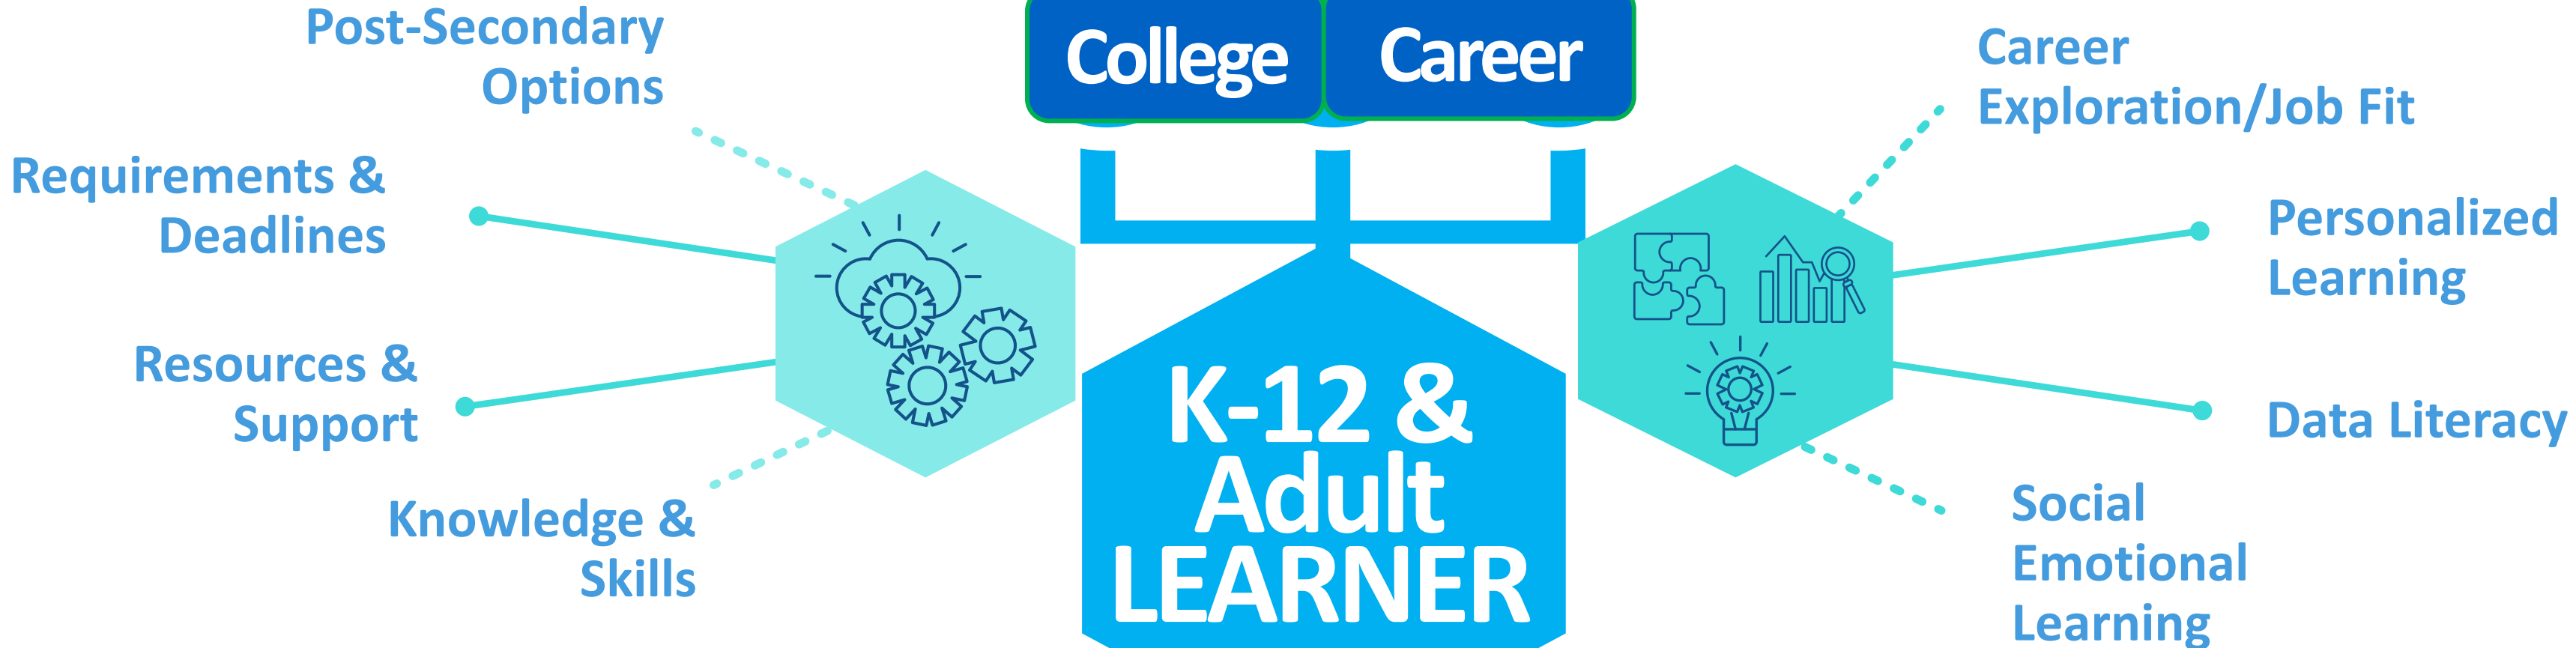 Post-Secondary
Options
Requirements &
Deadlines
Resources &
Support
Knowledge &
Skills
College
Career
K-12 &
Adult
LEARNER
Career
Exploration/Job Fit
Personalized
Learning
Data Literacy
Social
Emotional
Learning